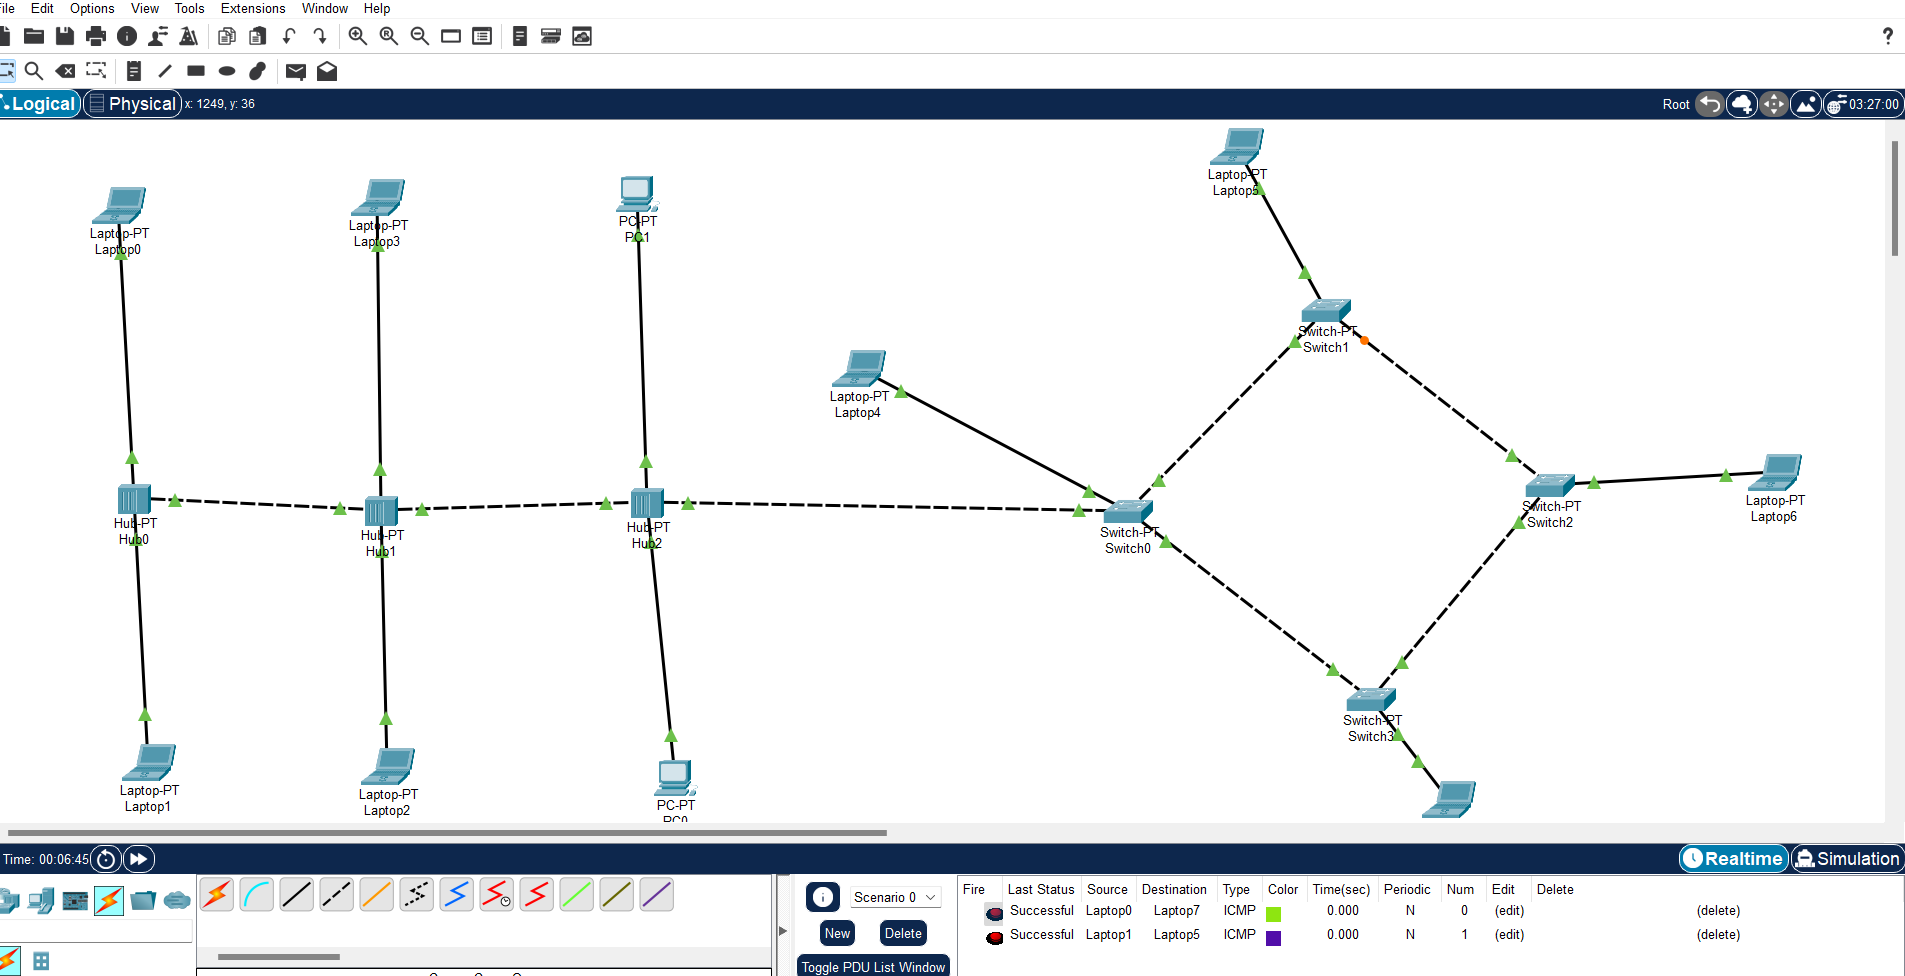 ile Edit Options View Tools Extensions Window Help
Logical Physical x: 1249, y: 36 Root 03:27:00
Laptop-PT
Laptop5
Laptop-PT
Laptop0
Laptop-PT
Laptop3
PC-PT
PC1
Switch-PT
Switch1
Laptop-PT
Laptop4
Laptop-PT
Laptop6
Switch-PT
Switch2
Hub-PT
Hub0
Hub-PT
Hub1
Hub-PT
Hub2
Switch-PT
Switch0
Switch-PT
Switch3
Laptop-PT
Laptop1
Laptop-PT
Laptop2
PC-PT
PC0
Time: 00:06:45 Realtime Simulation
Scenario 0
New Delete
Toggle PDU List Window
Fire Last Status Source Destination Type Color Time(sec) Periodic Num Edit Delete
Successful Laptop0 Laptop7 ICMP 0.000 N 0 (edit) (delete)
Successful Laptop1 Laptop5 ICMP 0.000 N 1 (edit) (delete)